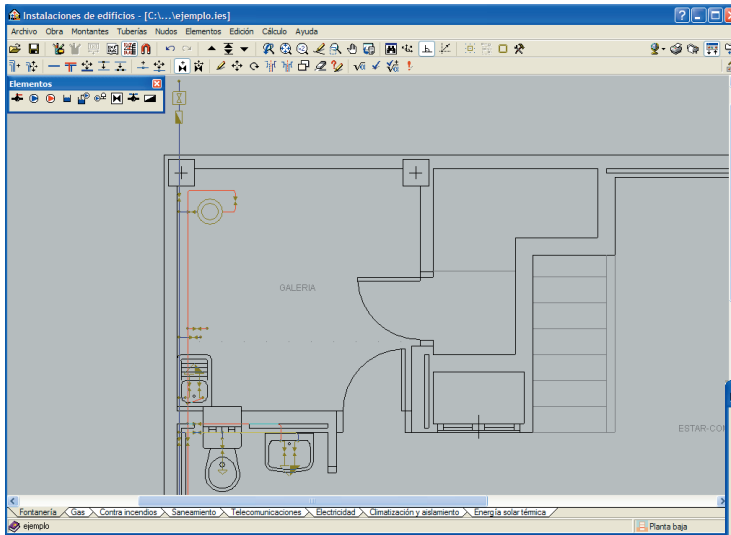 Instalaciones de edificios - [C:\...\ejemplo.ies]
Archivo Obra Montantes Tuberías Nudos Elementos Edición Cálculo Ayuda
Elementos
GALERIA
ESTAR-COM
Fontanería Gas Contra incendios Saneamiento Telecomunicaciones Electricidad Climatización y aislamiento Energía solar térmica
ejemplo Planta baja